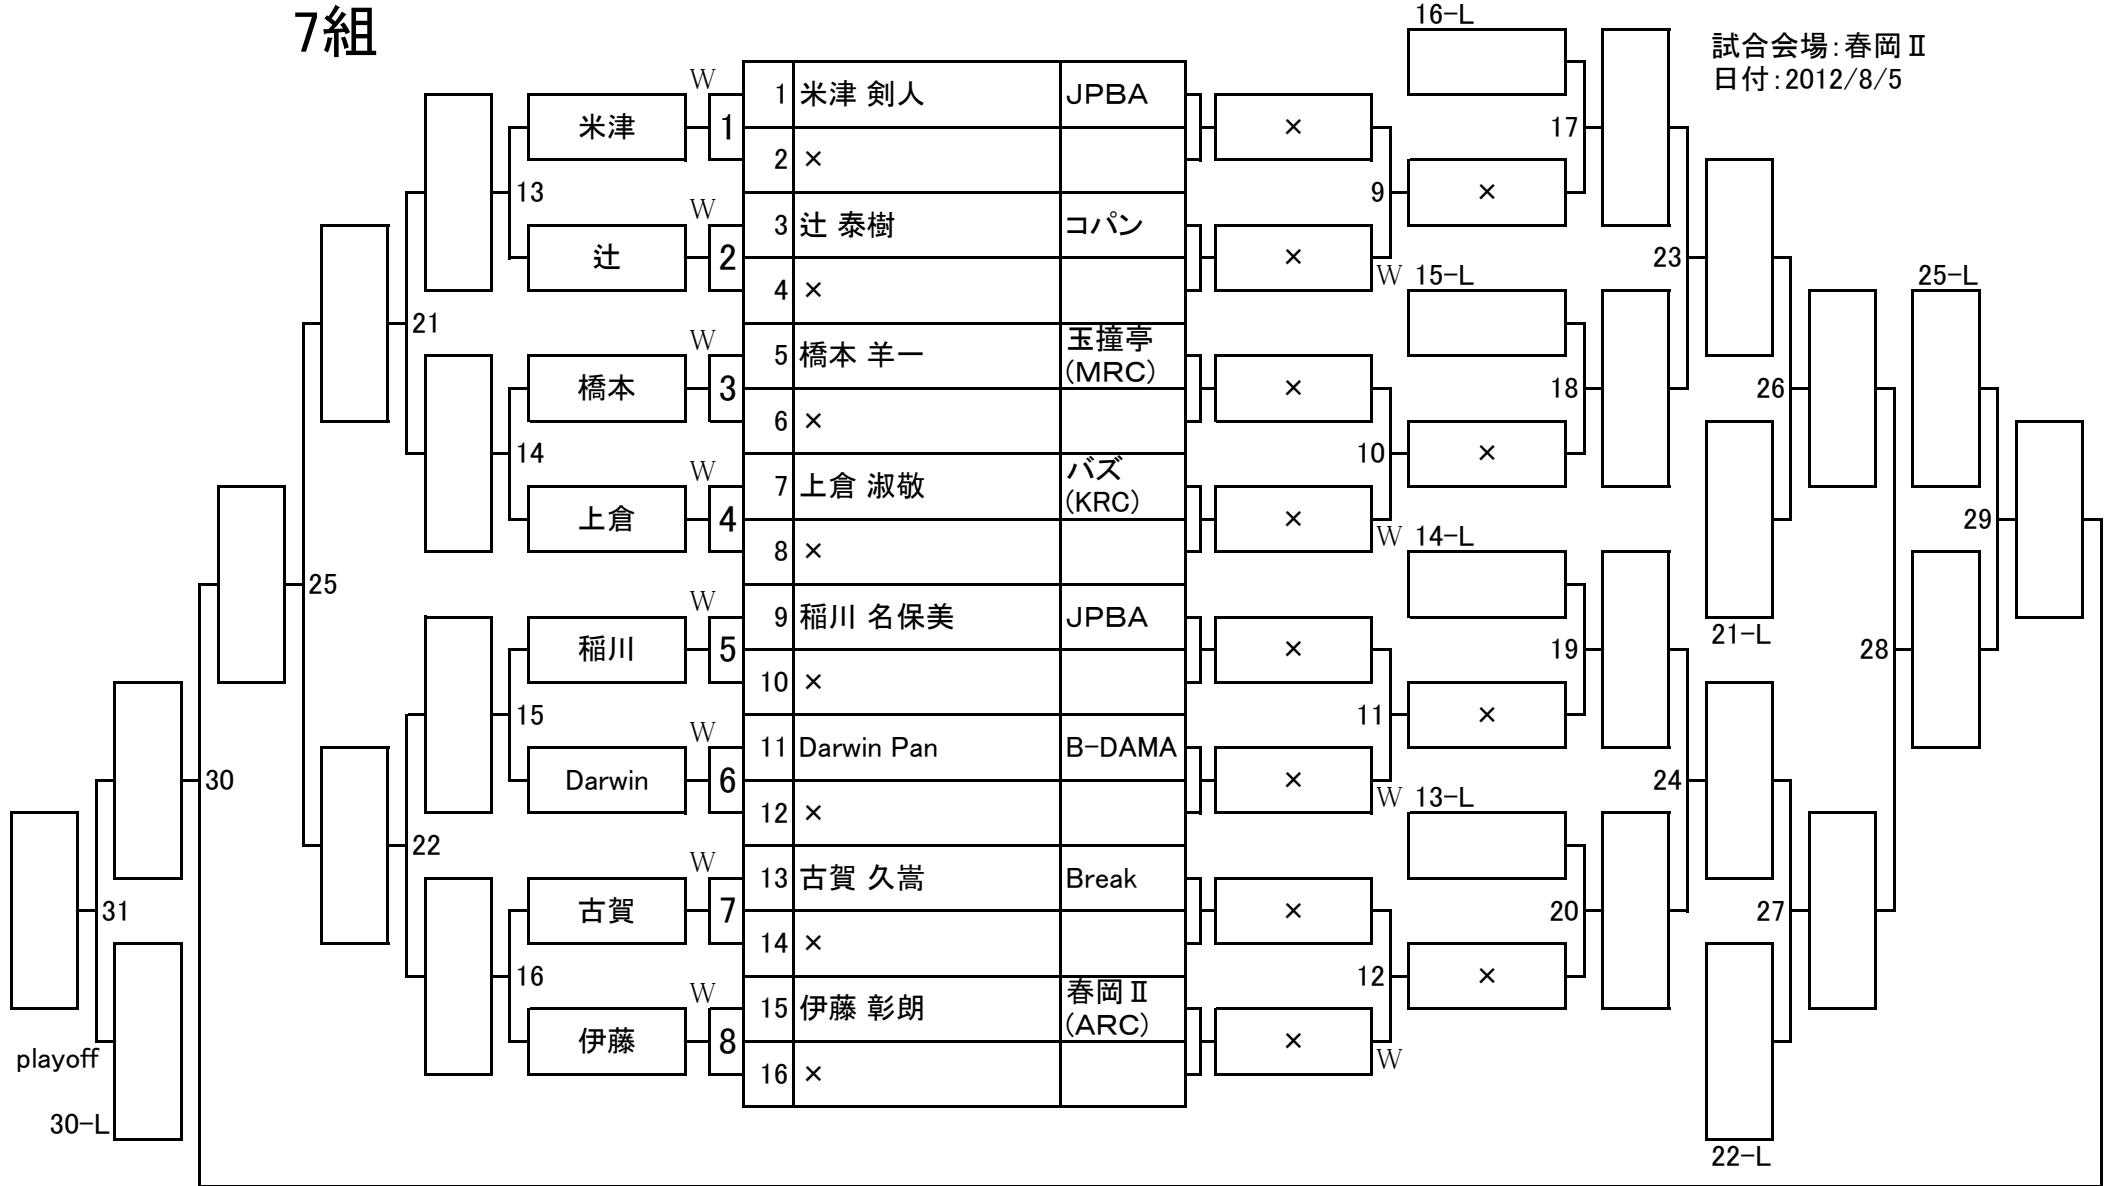 7組
16-L
試合会場:春岡Ⅱ
日付:2012/8/5
W
1 米津 剣人 JPBA
米津 1 × 17
2 ×
13 9 ×
W
3 辻 泰樹 コパン
辻 2 × 23
W 15-L 25-L
4 ×
21
W
5 橋本 羊一 玉撞亭
(MRC)
橋本 3 × 18 26
6 ×
14 10 ×
W
7 上倉 淑敬 バズ
(KRC)
上倉 4 × 29
W 14-L
8 ×
25
W
9 稲川 名保美 JPBA
21-L
稲川 5 × 19 28
10 ×
15 11 ×
W
11 Darwin Pan B-DAMA
30 Darwin 6 × 24
W 13-L
12 ×
22
W
13 古賀 久嵩 Break
31 古賀 7 × 20 27
14 ×
16 12 ×
W
15 伊藤 彰朗 春岡Ⅱ
(ARC)
伊藤 8 ×
playoff W
16 ×
30-L
22-L